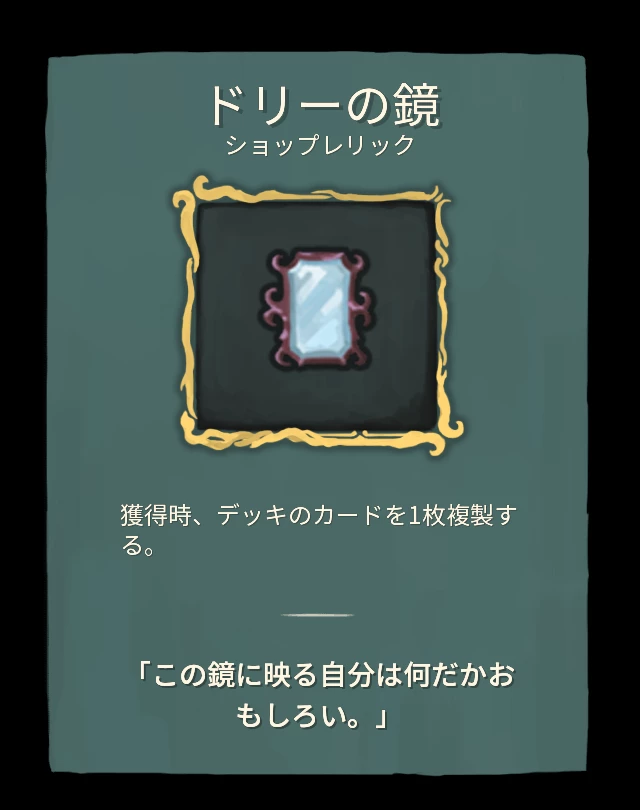 ドリーの鏡
ショップレリック
獲得時、デッキのカードを1枚複製す
る。
「この鏡に映る自分は何だかお
もしろい。」